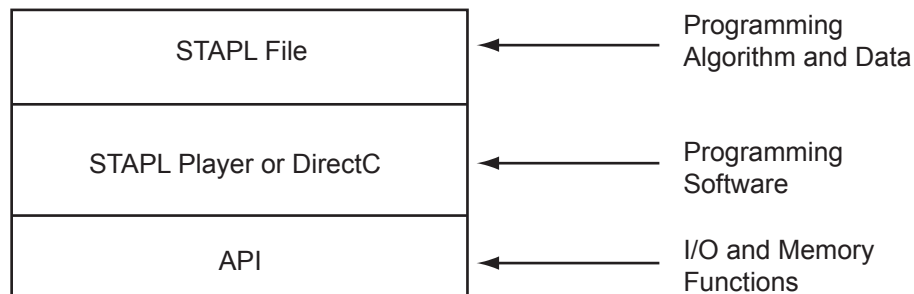 STAPL File
Programming
Algorithm and Data
STAPL Player or DirectC
Programming
Software
API
I/O and Memory
Functions